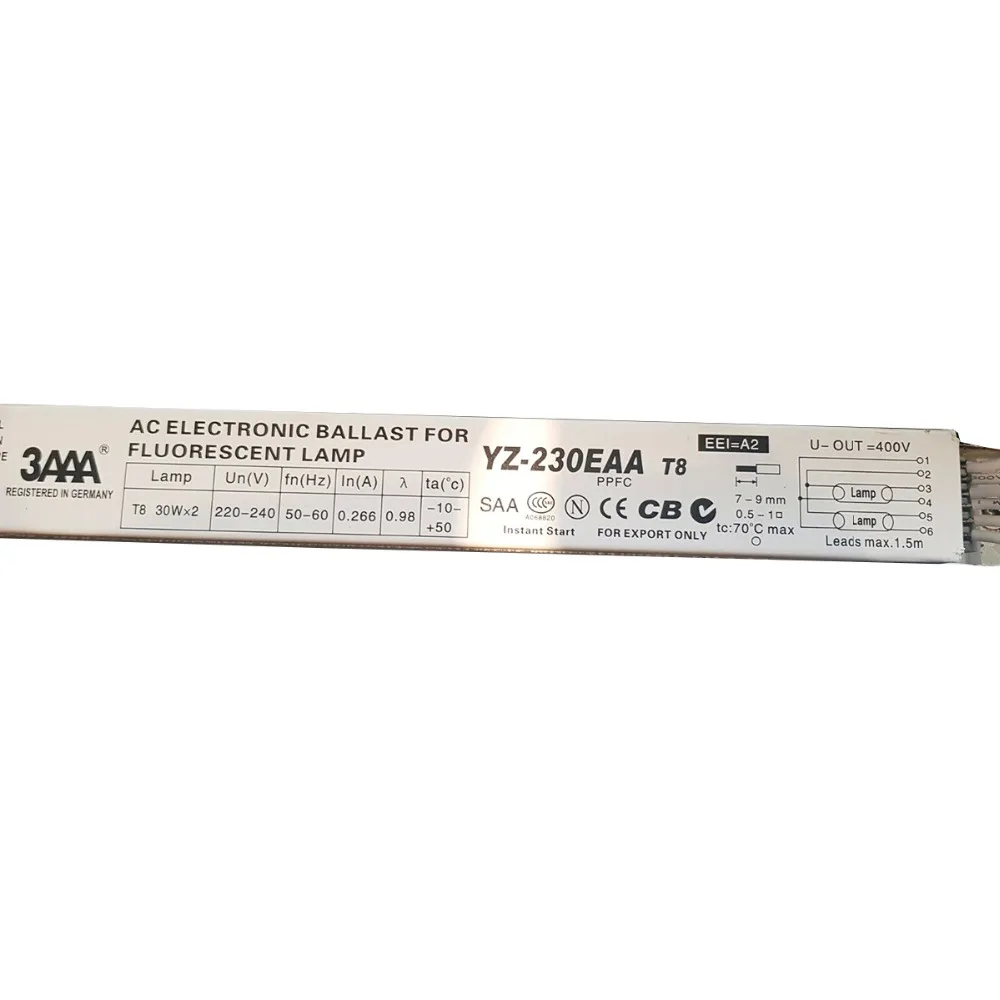 3AAA®
REGISTERED IN GERMANY
AC ELECTRONIC BALLAST FOR
FLUORESCENT LAMP
Lamp Un(V) fn(Hz) In(A) λ ta(°c)
T8 30W×2 220-240 50-60 0.266 0.98 -10-
+50
YZ-230EAA T8
PPFC
SAA CCC N CE CB
A058820
Instant Start FOR EXPORT ONLY
EEI=A2
7-9mm
0.5-1□
tc:70°C max
U-OUT=400V
1
2
3
Lamp
4
5
Lamp
6
Leads max.1.5m